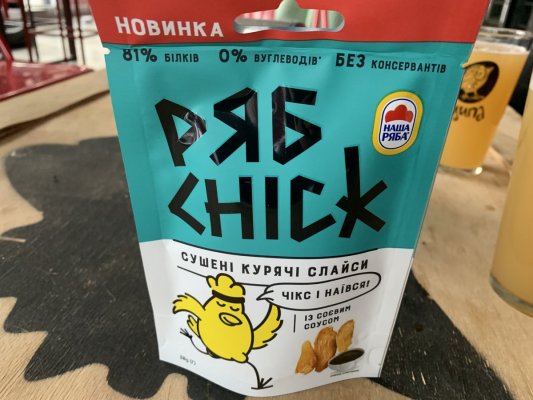 НОВИНКА
81% БІЛКІВ 0% ВУГЛЕВОДІВ* БЕЗ КОНСЕРВАНТІВ
РЯБ
CHICK
НАША
РЯБА
СУШЕНІ КУРЯЧІ СЛАЙСИ
ЧІКС І НАЇВСЯ!
ІЗ СОЄВИМ
СОУСОМ